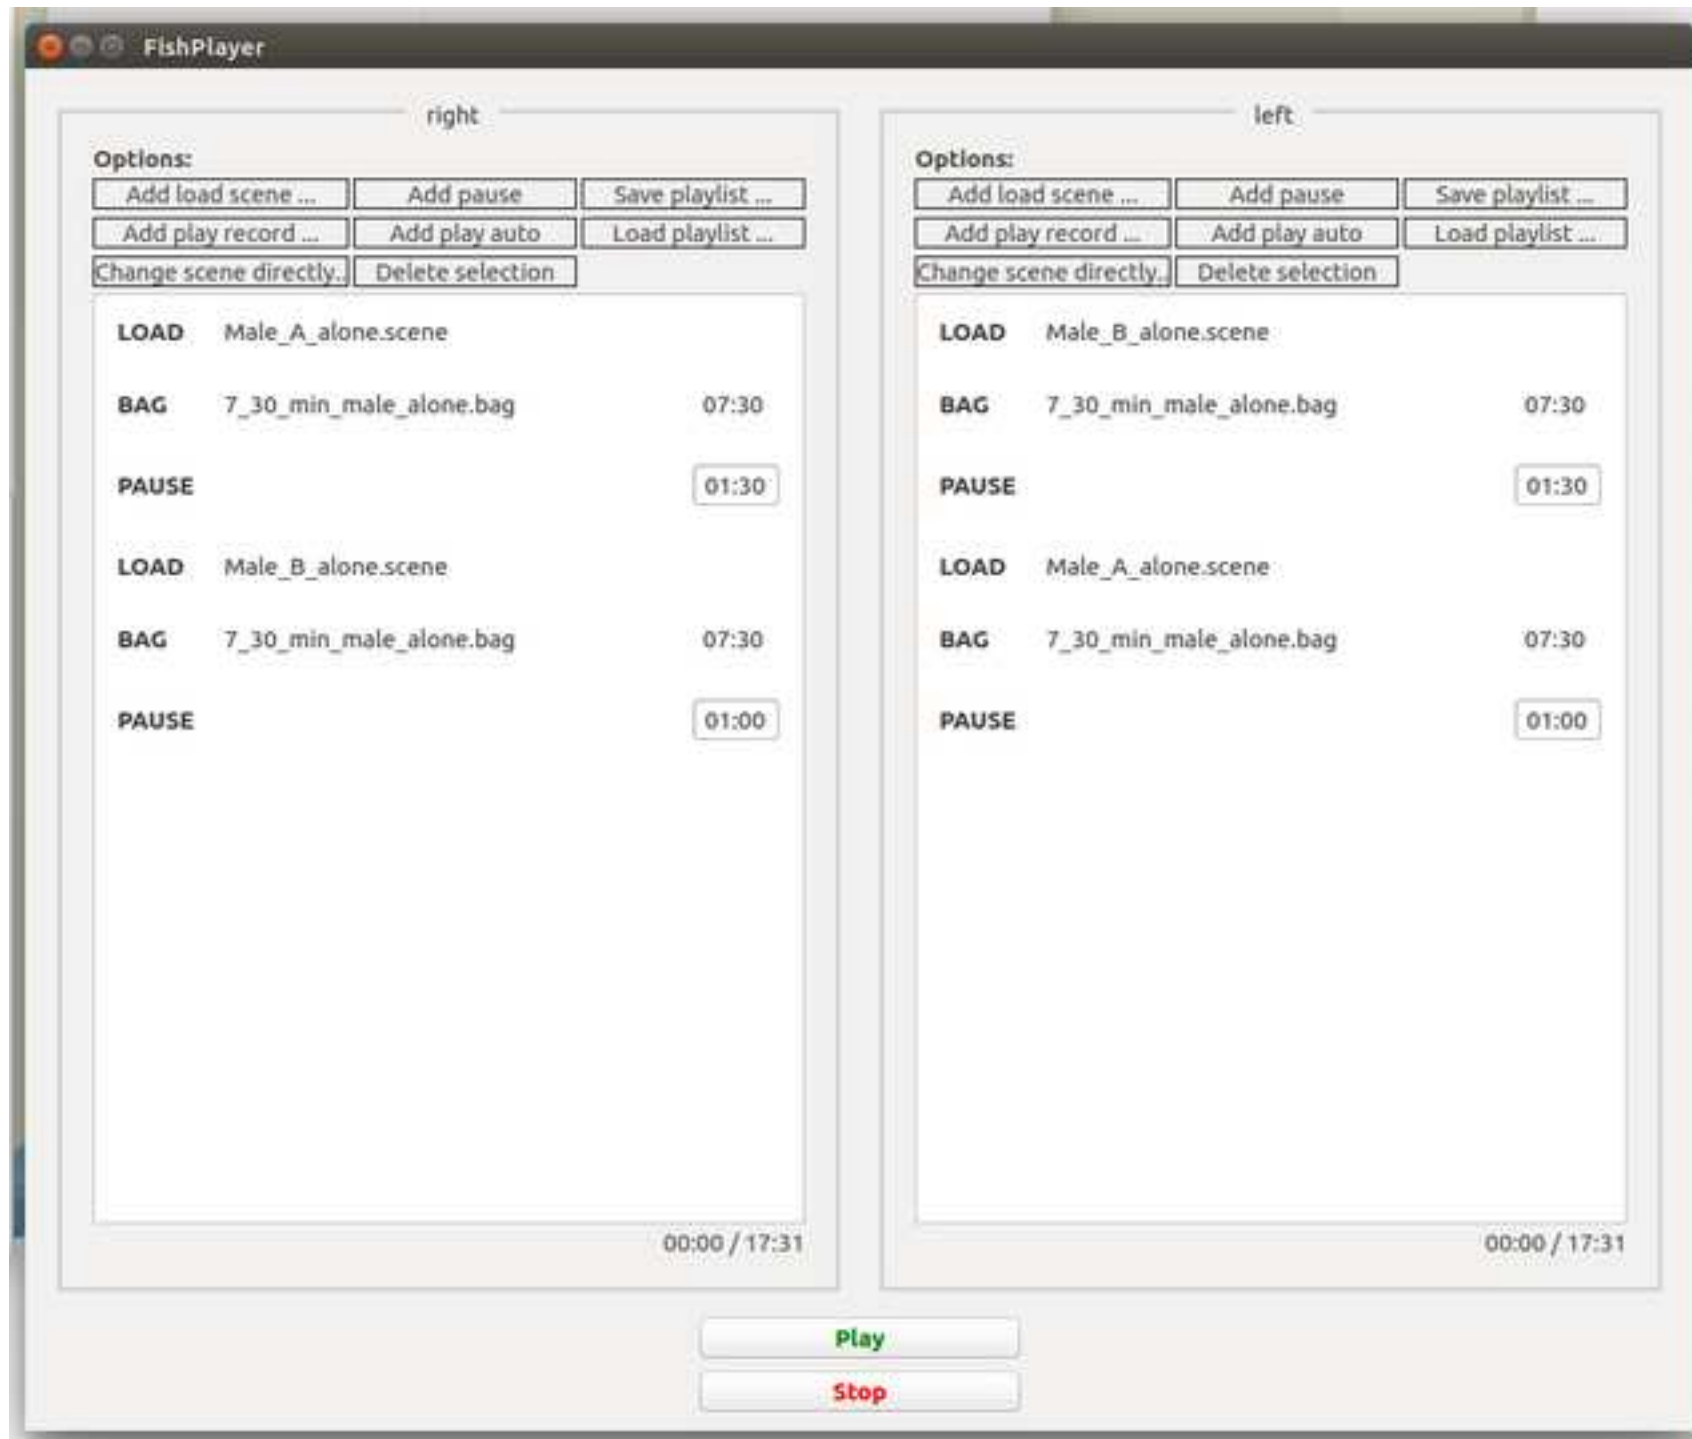 FishPlayer
right
Options:
Add load scene ... Add pause Save playlist ...
Add play record ... Add play auto Load playlist ...
Change scene directly.. Delete selection
LOAD Male_A_alone.scene
BAG 7_30_min_male_alone.bag 07:30
PAUSE 01:30
LOAD Male_B_alone.scene
BAG 7_30_min_male_alone.bag 07:30
PAUSE 01:00
00:00 / 17:31
left
Options:
Add load scene ... Add pause Save playlist ...
Add play record ... Add play auto Load playlist ...
Change scene directly.. Delete selection
LOAD Male_B_alone.scene
BAG 7_30_min_male_alone.bag 07:30
PAUSE 01:30
LOAD Male_A_alone.scene
BAG 7_30_min_male_alone.bag 07:30
PAUSE 01:00
00:00 / 17:31
Play
Stop